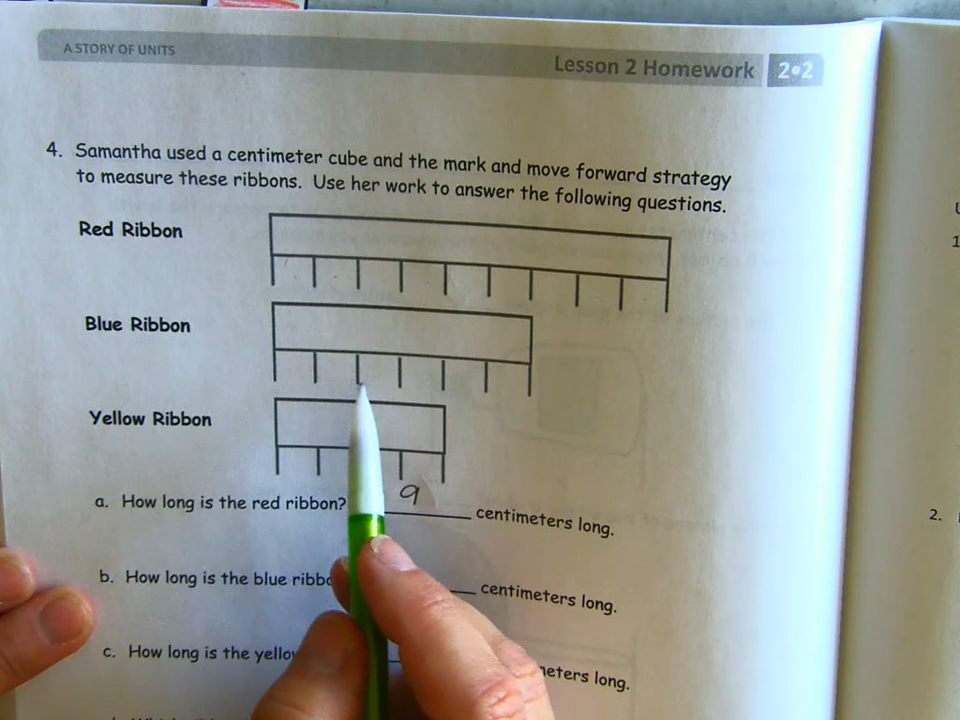 A STORY OF UNITS
Lesson 2 Homework 2•2
4. Samantha used a centimeter cube and the mark and move forward strategy
to measure these ribbons. Use her work to answer the following questions.
Red Ribbon
Blue Ribbon
Yellow Ribbon
a. How long is the red ribbon? 9 centimeters long.
b. How long is the blue centimeters long.
c. How long is the long.
1
2.